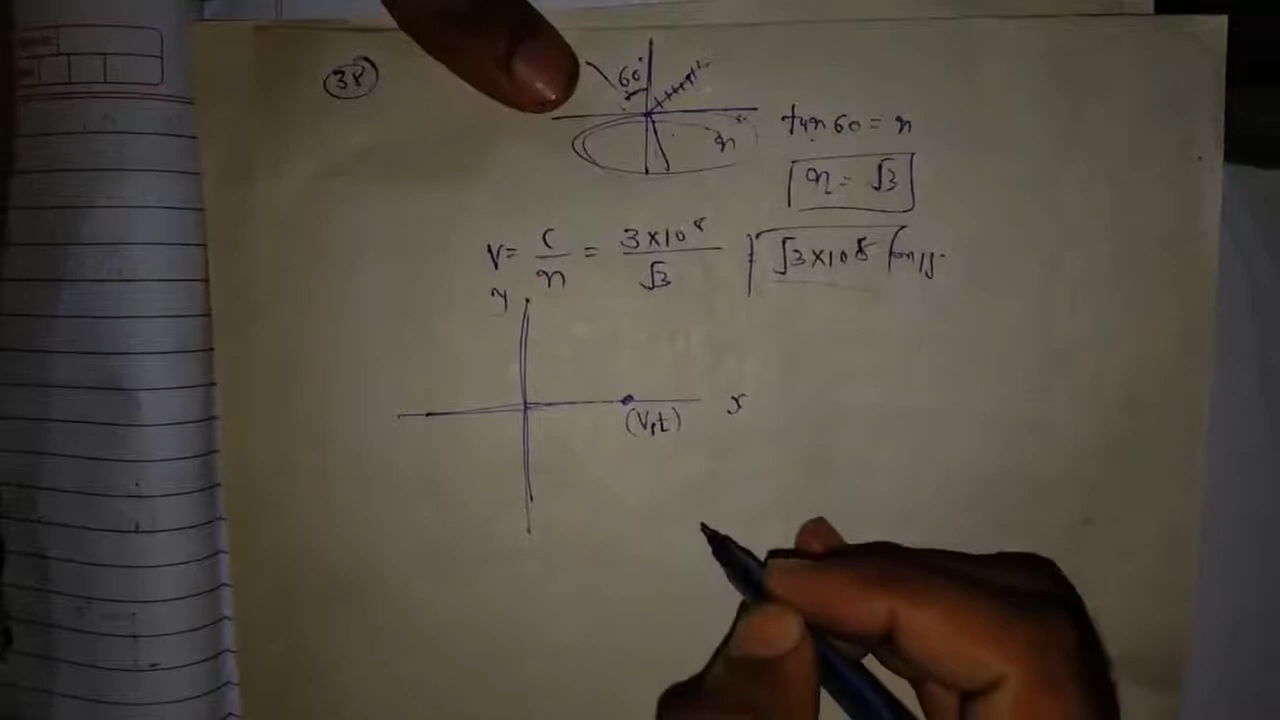 38
60°
n
tan 60 = n
n = √3
V = C/n = 3×10⁸/√3
√3×10⁸ m/s
y
x
(V,t)